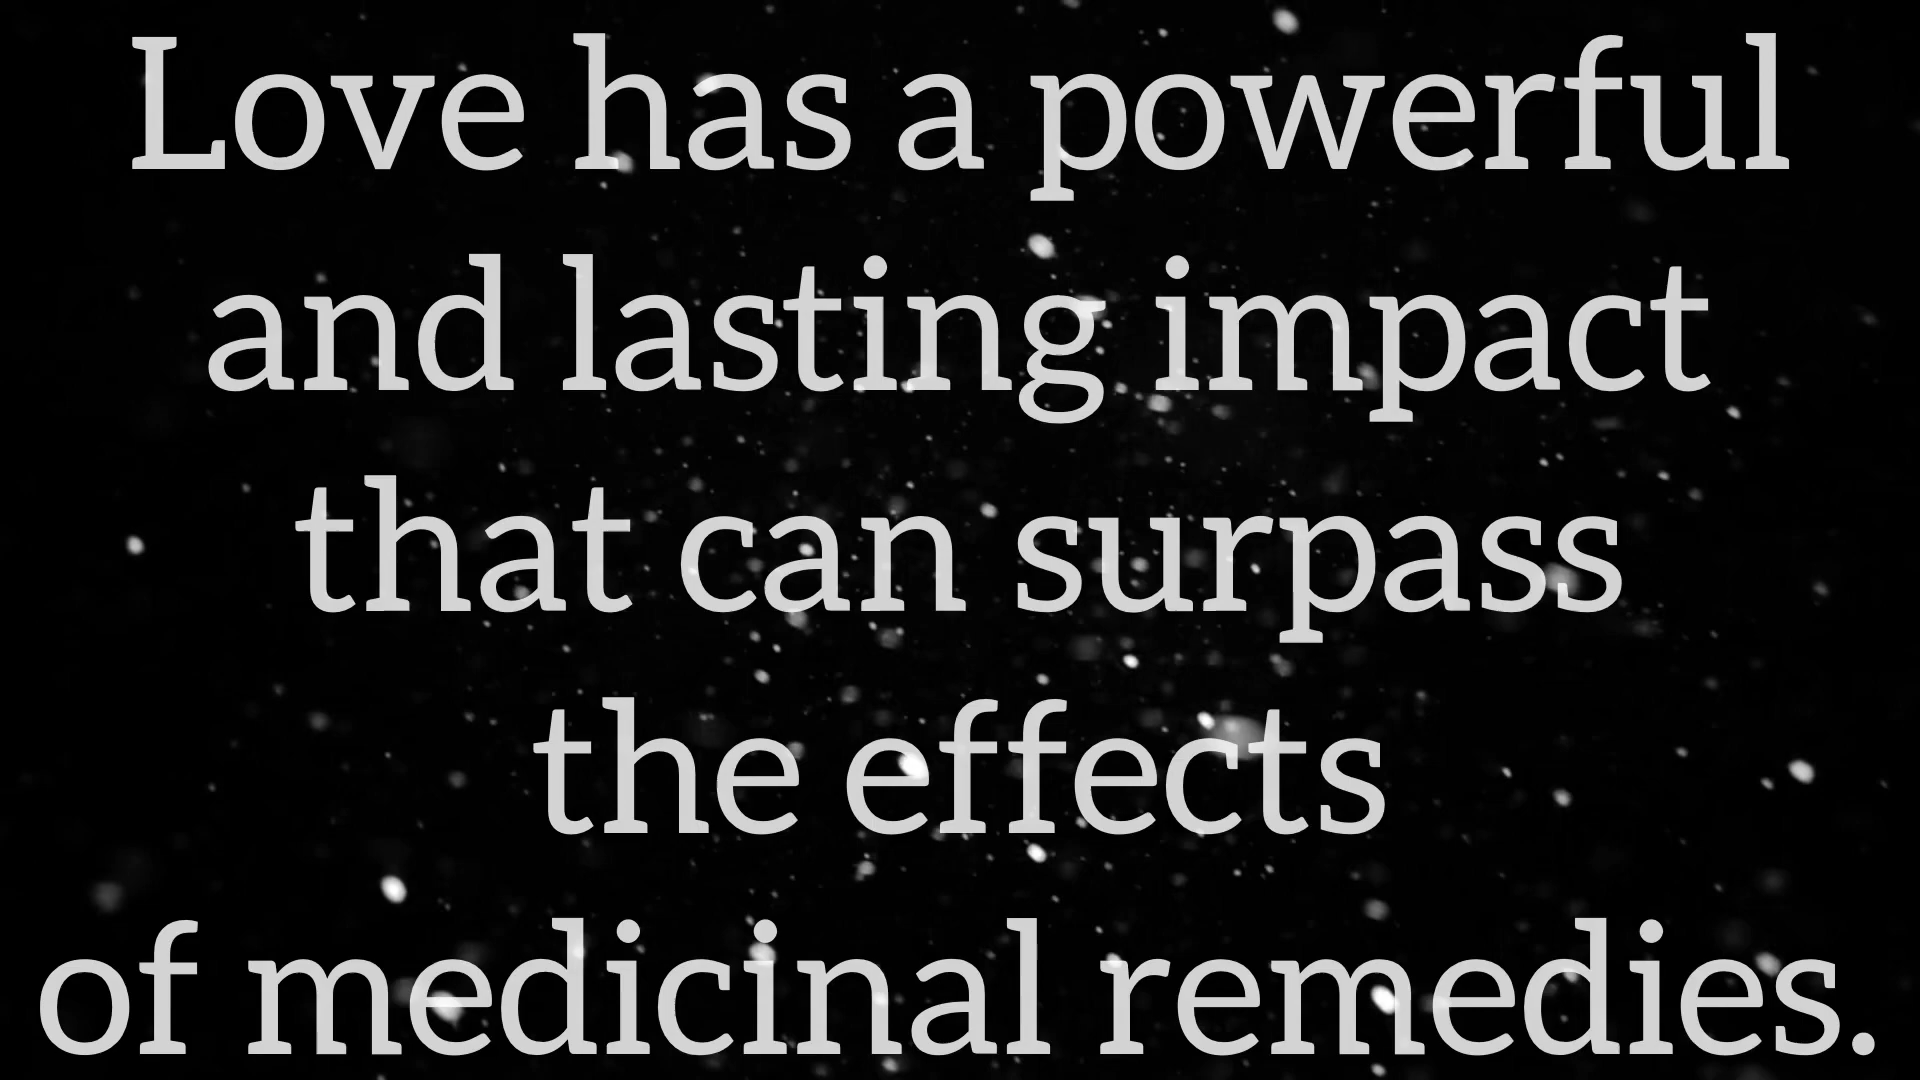 Love has a powerful
and lasting impact
that can surpass
the effects
of medicinal remedies.